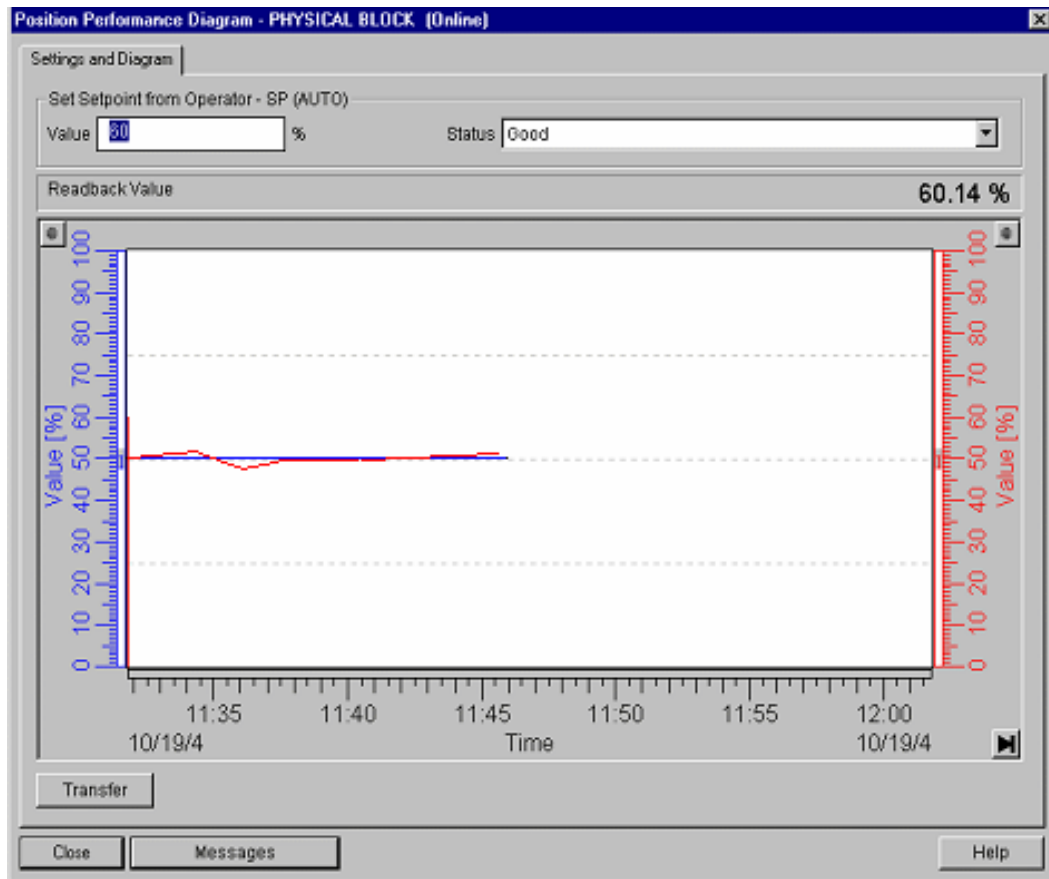 Position Performance Diagram - PHYSICAL BLOCK (Online)
Settings and Diagram
Set Setpoint from Operator - SP (AUTO)
Value 60 % Status Good
Readback Value 60.14 %
100 100
90 90
80 80
70 70
60 60
50 50
40 40
30 30
20 20
10 10
0 0
Value [%] Value [%]
11:35 11:40 11:45 11:50 11:55 12:00
10/19/4 Time 10/19/4
Transfer
Close Messages Help